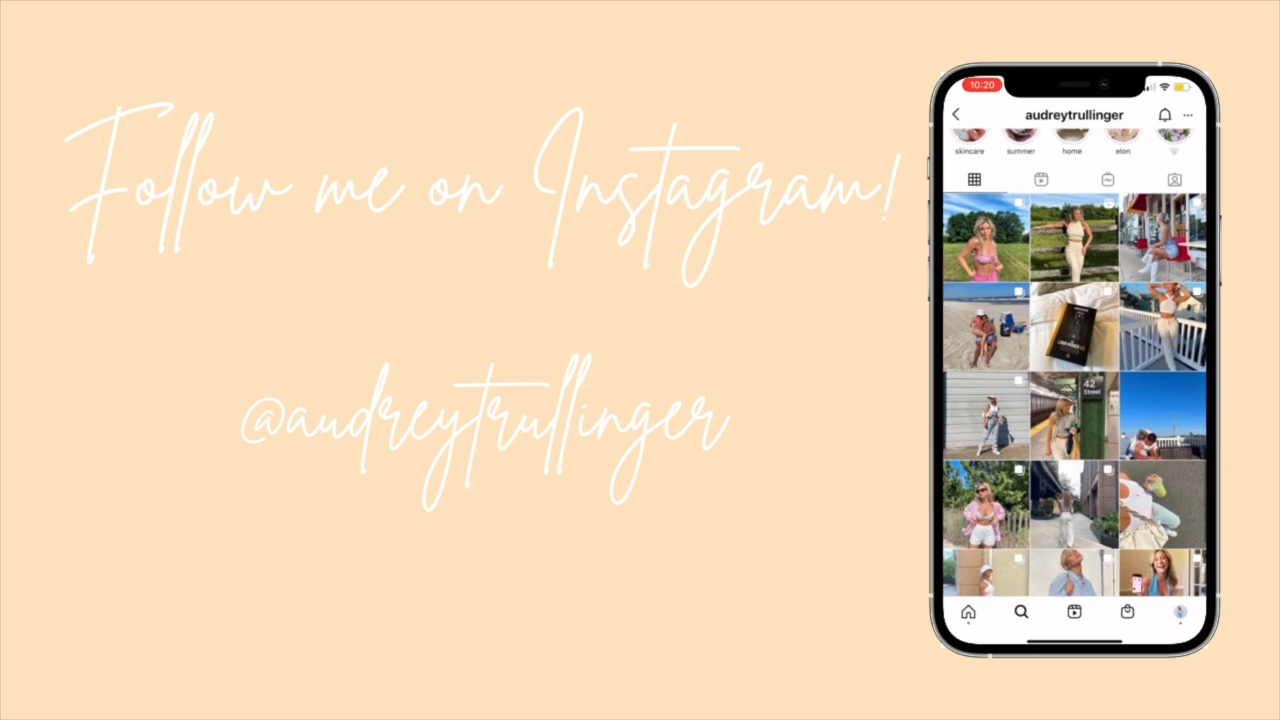 Follow me on Instagram!
@audreytrullinger
10:20
audreytrullinger
skincare
summer
home
elon
42
Street